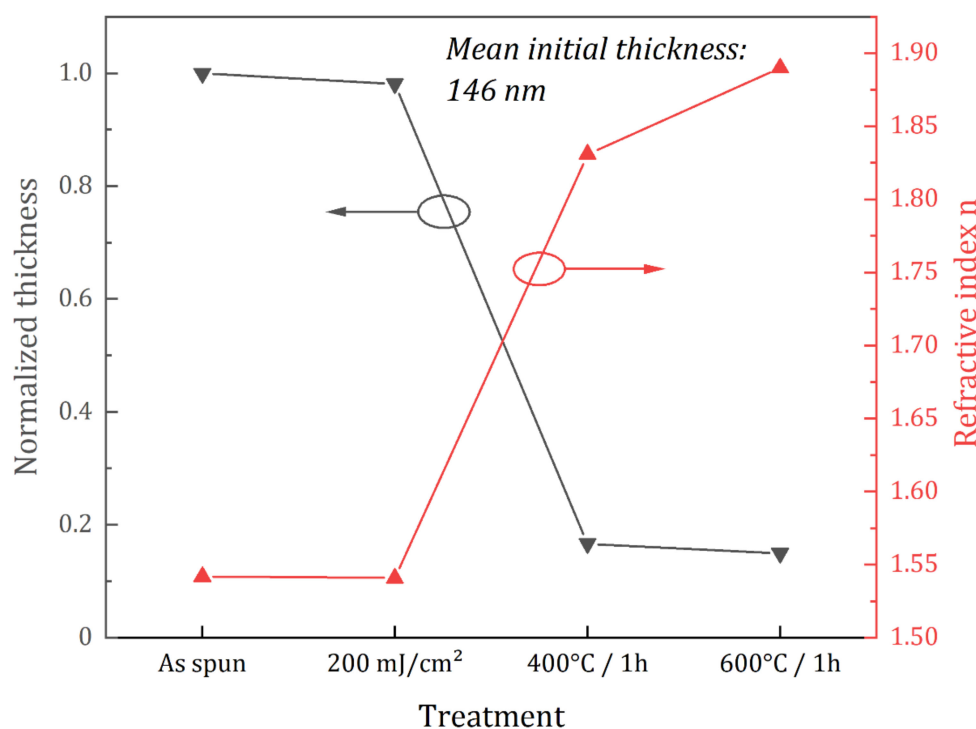 Mean initial thickness:
146 nm
Normalized thickness
1.0
0.8
0.6
0.4
0.2
0
1.90
1.85
1.80
1.75
1.70
1.65
1.60
1.55
1.50
Refractive index n
As spun
200 mJ/cm²
400°C / 1h
600°C / 1h
Treatment